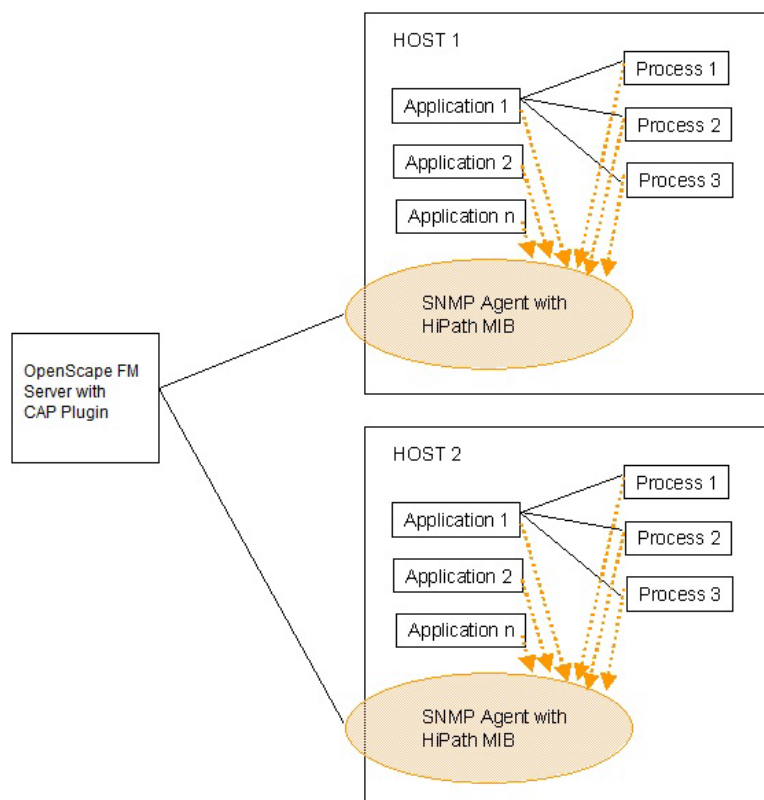 HOST 1
Process 1
Application 1
Process 2
Application 2
Process 3
Application n
SNMP Agent with
HiPath MIB
OpenScape FM
Server with
CAP Plugin
HOST 2
Process 1
Application 1
Process 2
Application 2
Process 3
Application n
SNMP Agent with
HiPath MIB